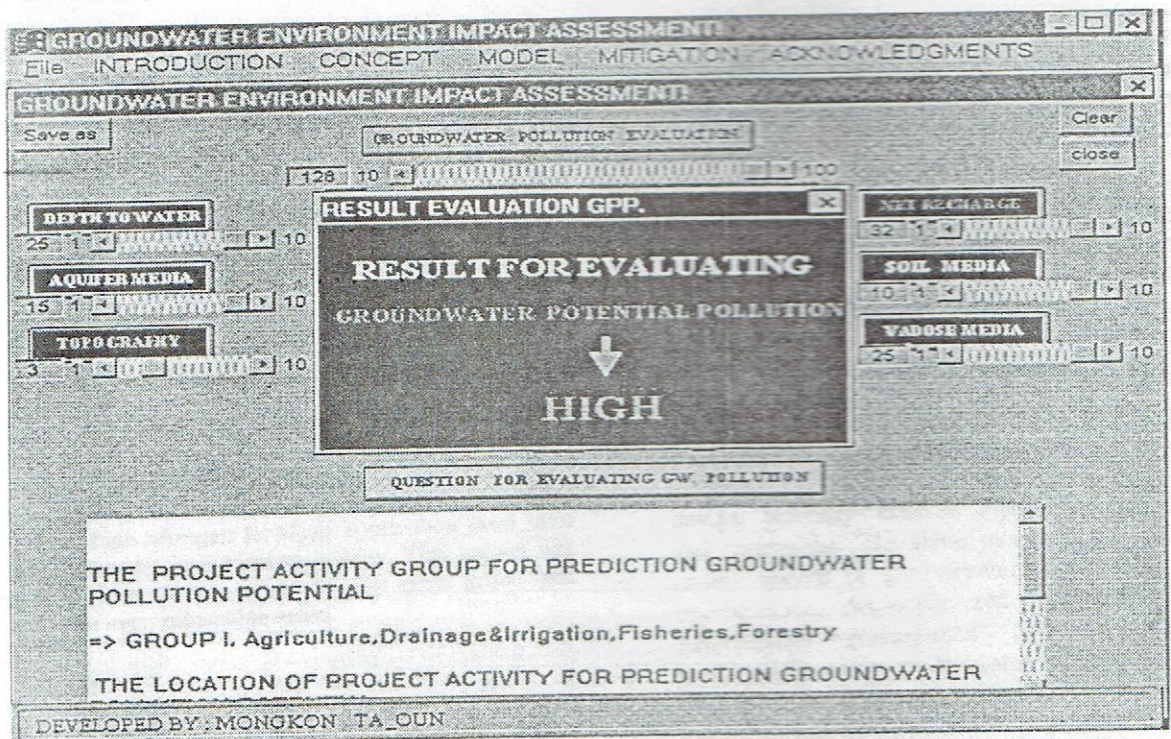 GROUNDWATER ENVIRONMENT IMPACT ASSESSMENT!
File INTRODUCTION CONCEPT MODEL MITIGATION ACKNOWLEDGMENTS
GROUNDWATER ENVIRONMENT IMPACT ASSESSMENT!
Save as
GROUNDWATER POLLUTION EVALUATION
Clear
close
128 10 100
DEPTH TO WATER
25 1 10
AQUIFER MEDIA
15 1 10
TOPOGRAPHY
3 1 10
RESULT EVALUATION GPP.
RESULT FOR EVALUATING
GROUNDWATER POTENTIAL POLLUTION
HIGH
NET RECHARGE
32 1 10
SOIL MEDIA
10 1 10
VADOSE MEDIA
25 1 10
QUESTION FOR EVALUATING GW. POLLUTION
THE PROJECT ACTIVITY GROUP FOR PREDICTION GROUNDWATER
POLLUTION POTENTIAL
=> GROUP I. Agriculture,Drainage&Irrigation,Fisheries,Forestry
THE LOCATION OF PROJECT ACTIVITY FOR PREDICTION GROUNDWATER
DEVELOPED BY : MONGKON TA_OUN